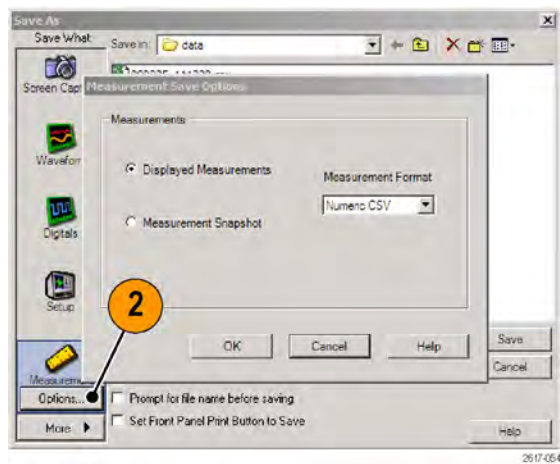 Save As
Save What:
Save in: data
Screen Capt
Measurement Save Options
Measurements
Displayed Measurements
Measurement Format
Numeric CSV
Measurement Snapshot
Wavefor
Digitals
Setup
2
OK
Cancel
Help
Save
Cancel
Measureme
Options...
Prompt for file name before saving
More
Set Front Panel Print Button to Save
Help
2617-054